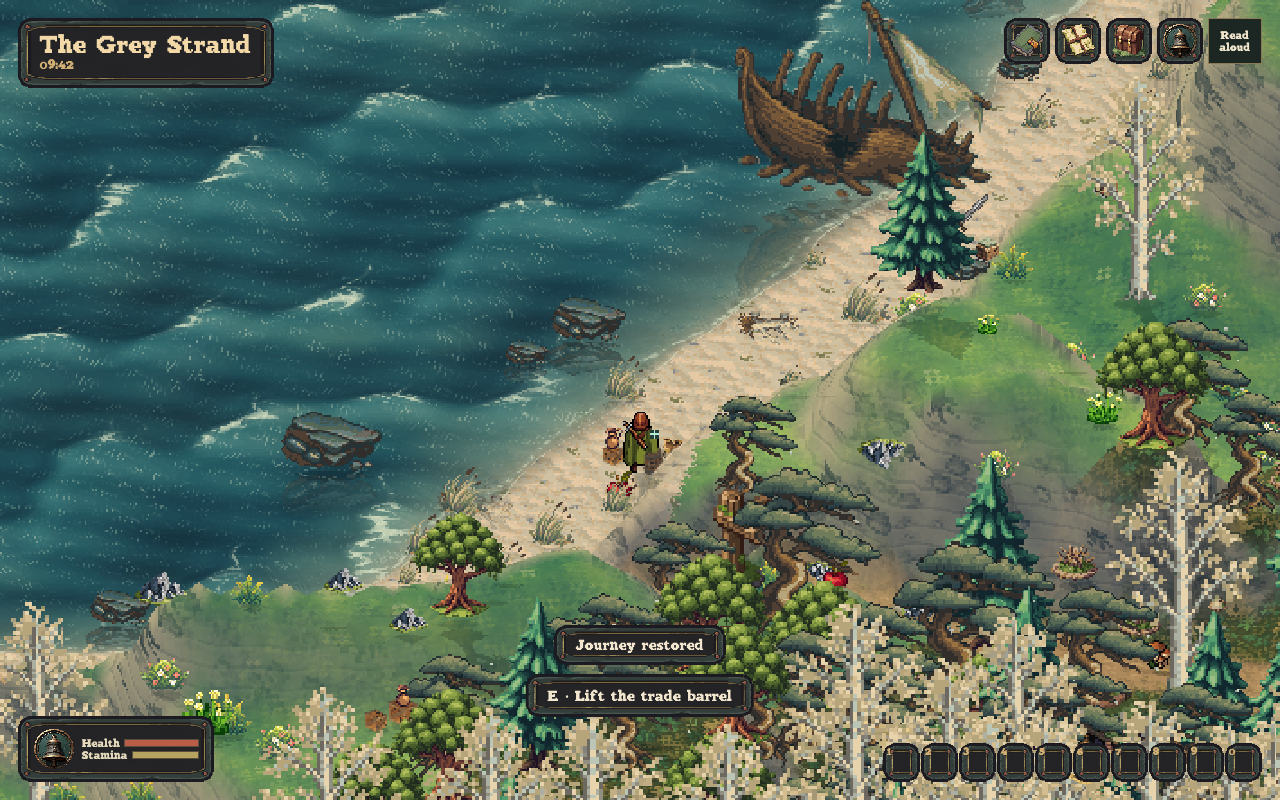 The Grey Strand
09:42
Read
aloud
Journey restored
E · Lift the trade barrel
Health
Stamina